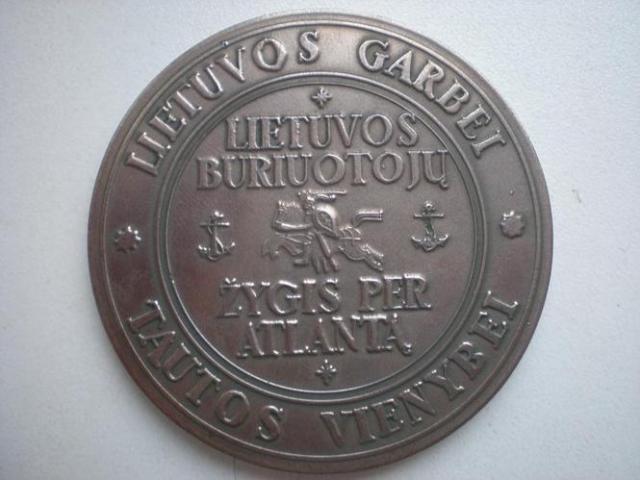 LIETUVOS GARBEI
LIETUVOS
BURIUOTOJŲ
ŽYGIS PER
ATLANTĄ
TAUTOS VIENYBEI